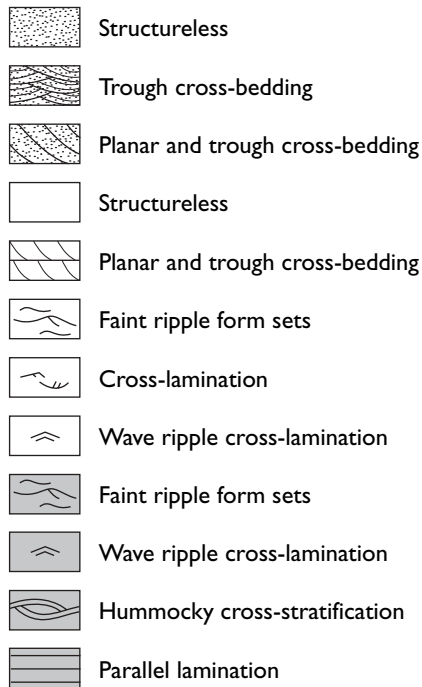 Structureless
Trough cross-bedding
Planar and trough cross-bedding
Structureless
Planar and trough cross-bedding
Faint ripple form sets
Cross-lamination
Wave ripple cross-lamination
Faint ripple form sets
Wave ripple cross-lamination
Hummocky cross-stratification
Parallel lamination